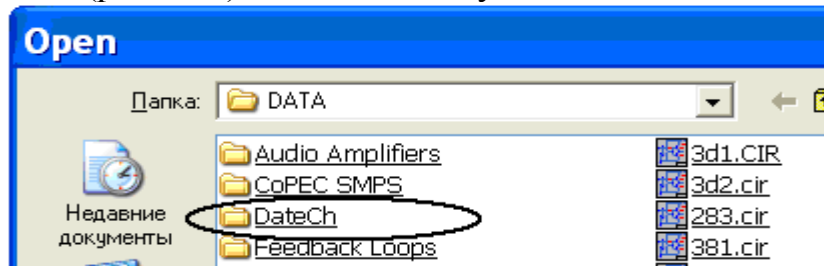 Open
Папка: DATA
Audio Amplifiers 3d1.CIR
CoPEC SMPS 3d2.cir
Недавние документы
DateCh 283.cir
Feedback Loops 381.cir